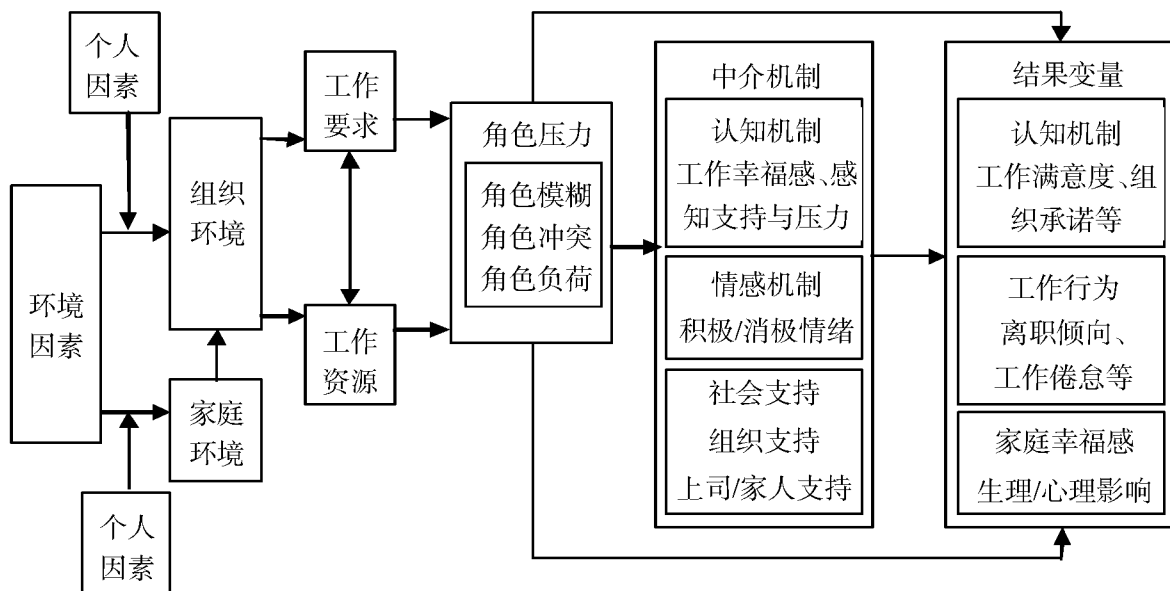 个人
因素
环境
因素
个人
因素
组织
环境
家庭
环境
工作
要求
工作
资源
角色压力
角色模糊
角色冲突
角色负荷
中介机制
认知机制
工作幸福感、感
知支持与压力
情感机制
积极/消极情绪
社会支持
组织支持
上司/家人支持
结果变量
认知机制
工作满意度、组
织承诺等
工作行为
离职倾向、
工作倦怠等
家庭幸福感
生理/心理影响